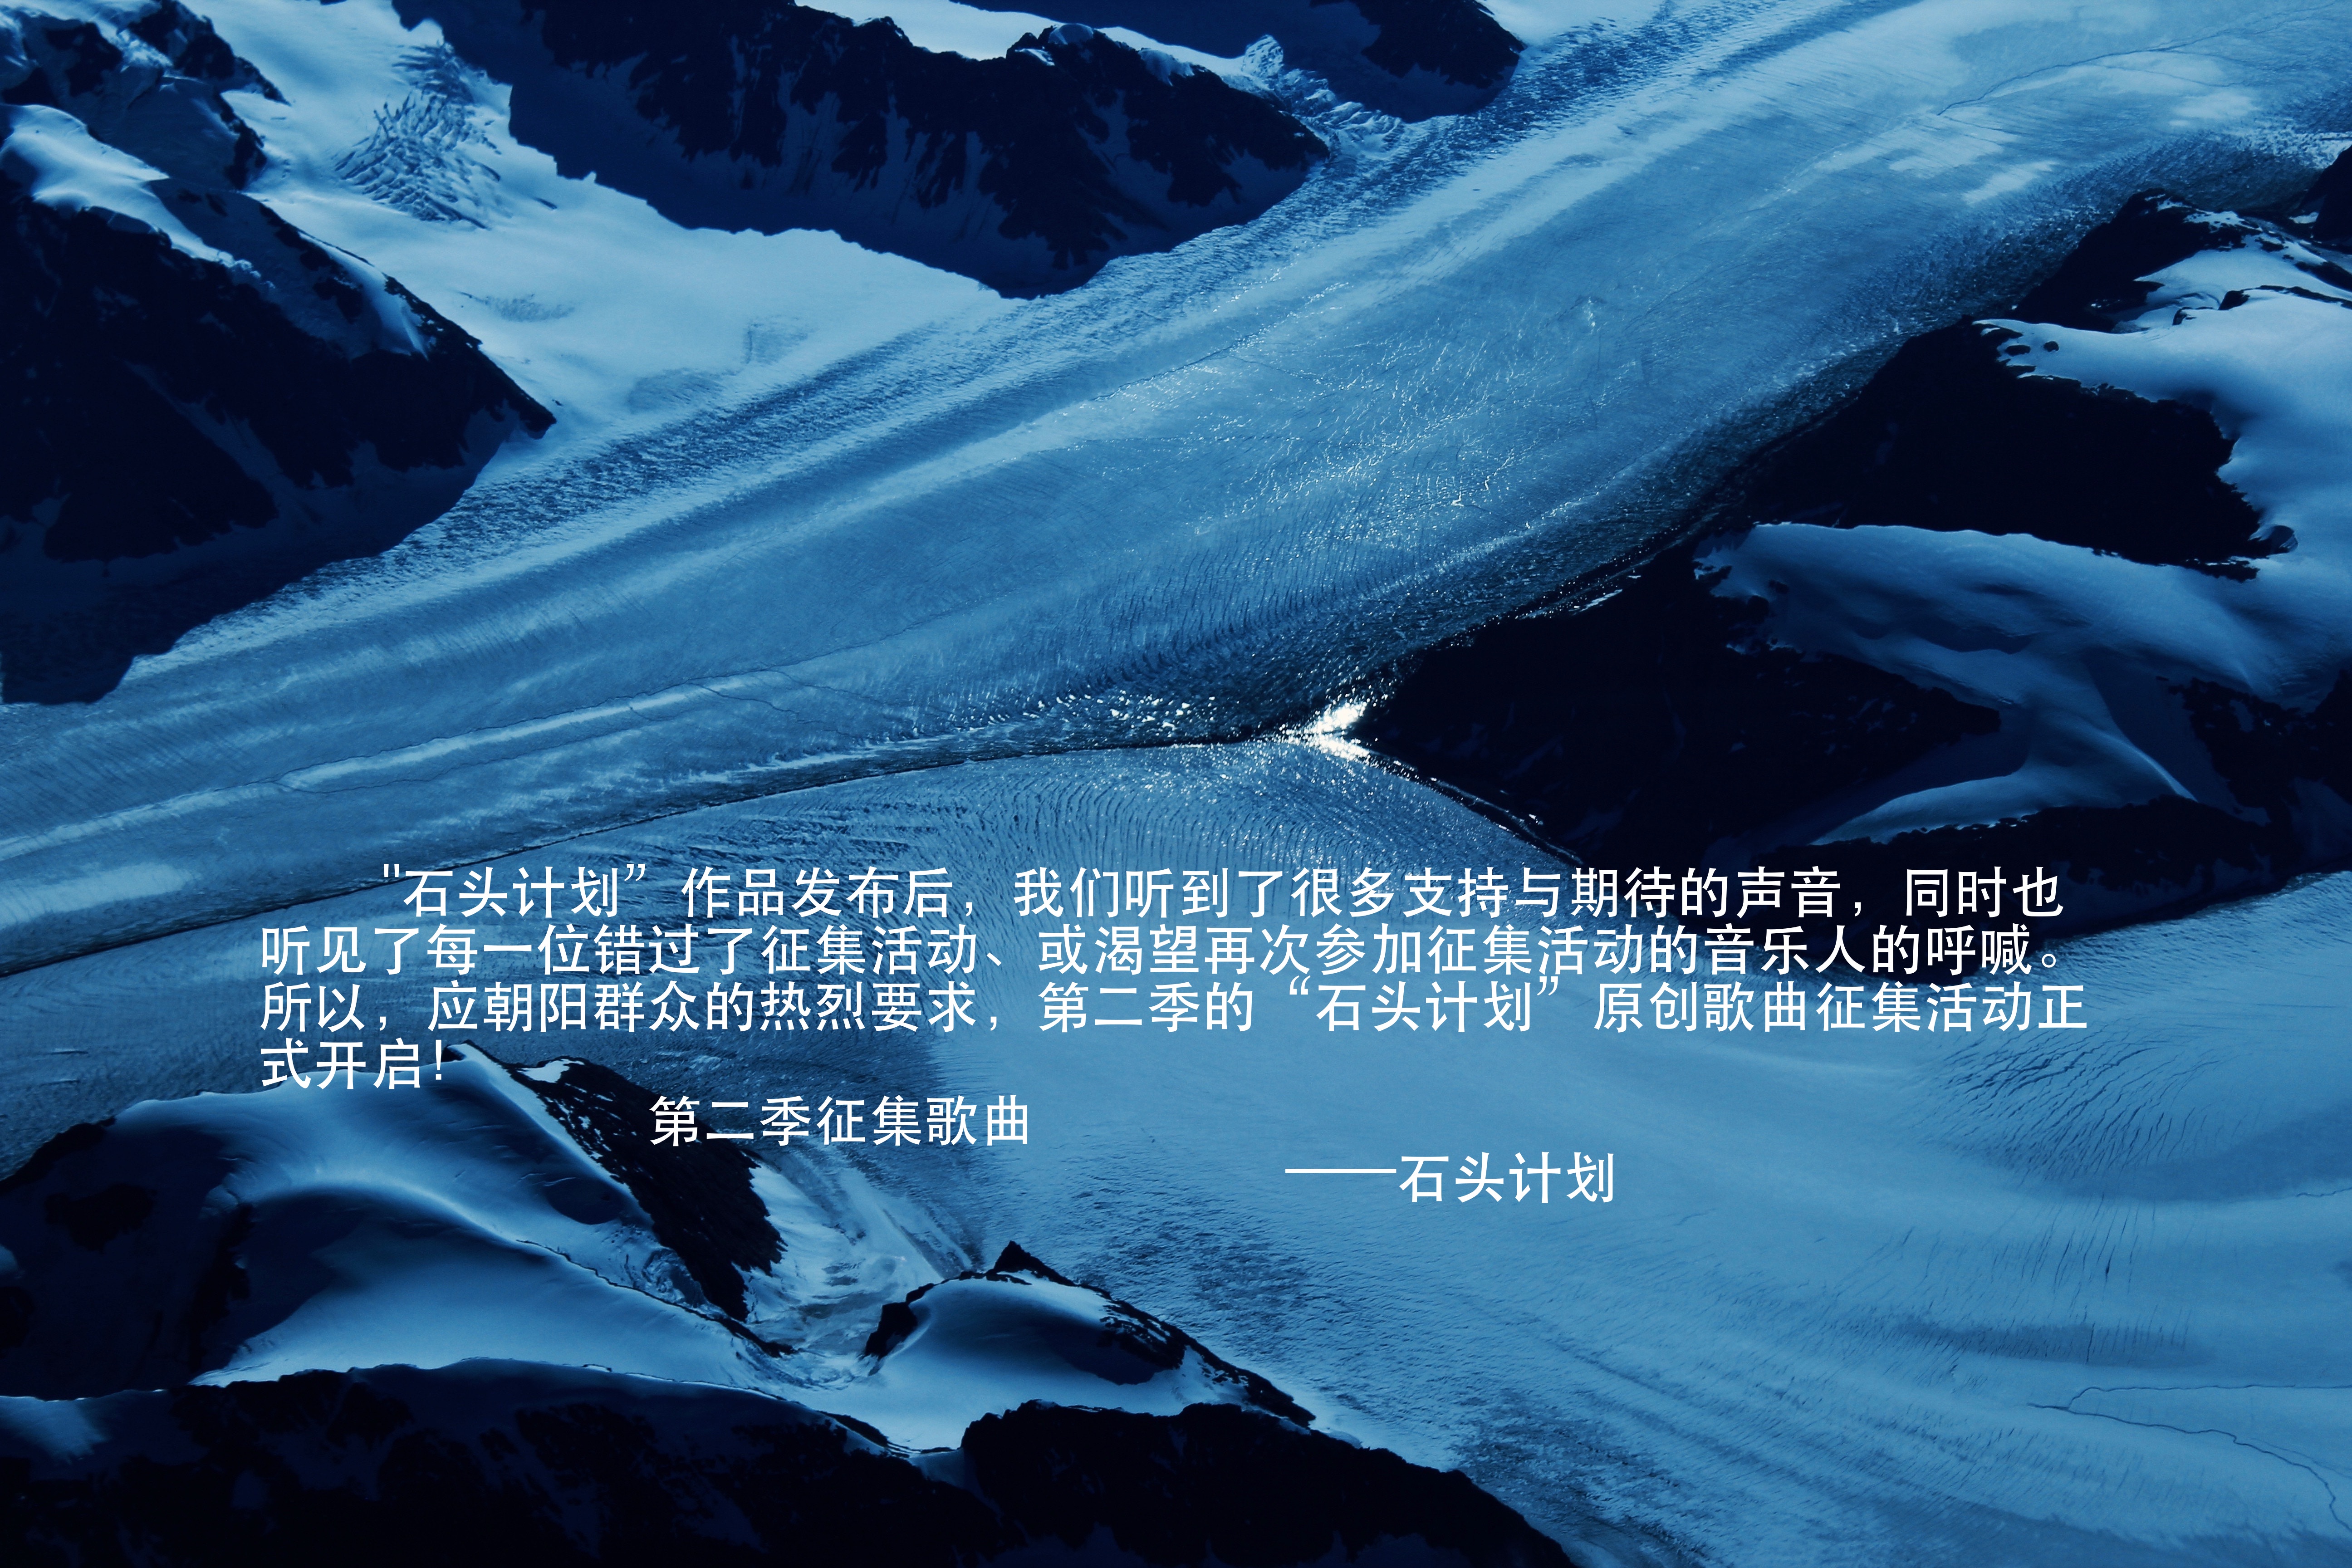 "石头计划”作品发布后，我们听到了很多支持与期待的声音，同时也
听见了每一位错过了征集活动、或渴望再次参加征集活动的音乐人的呼喊。
所以，应朝阳群众的热烈要求，第二季的“石头计划”原创歌曲征集活动正
式开启！
第二季征集歌曲
——石头计划